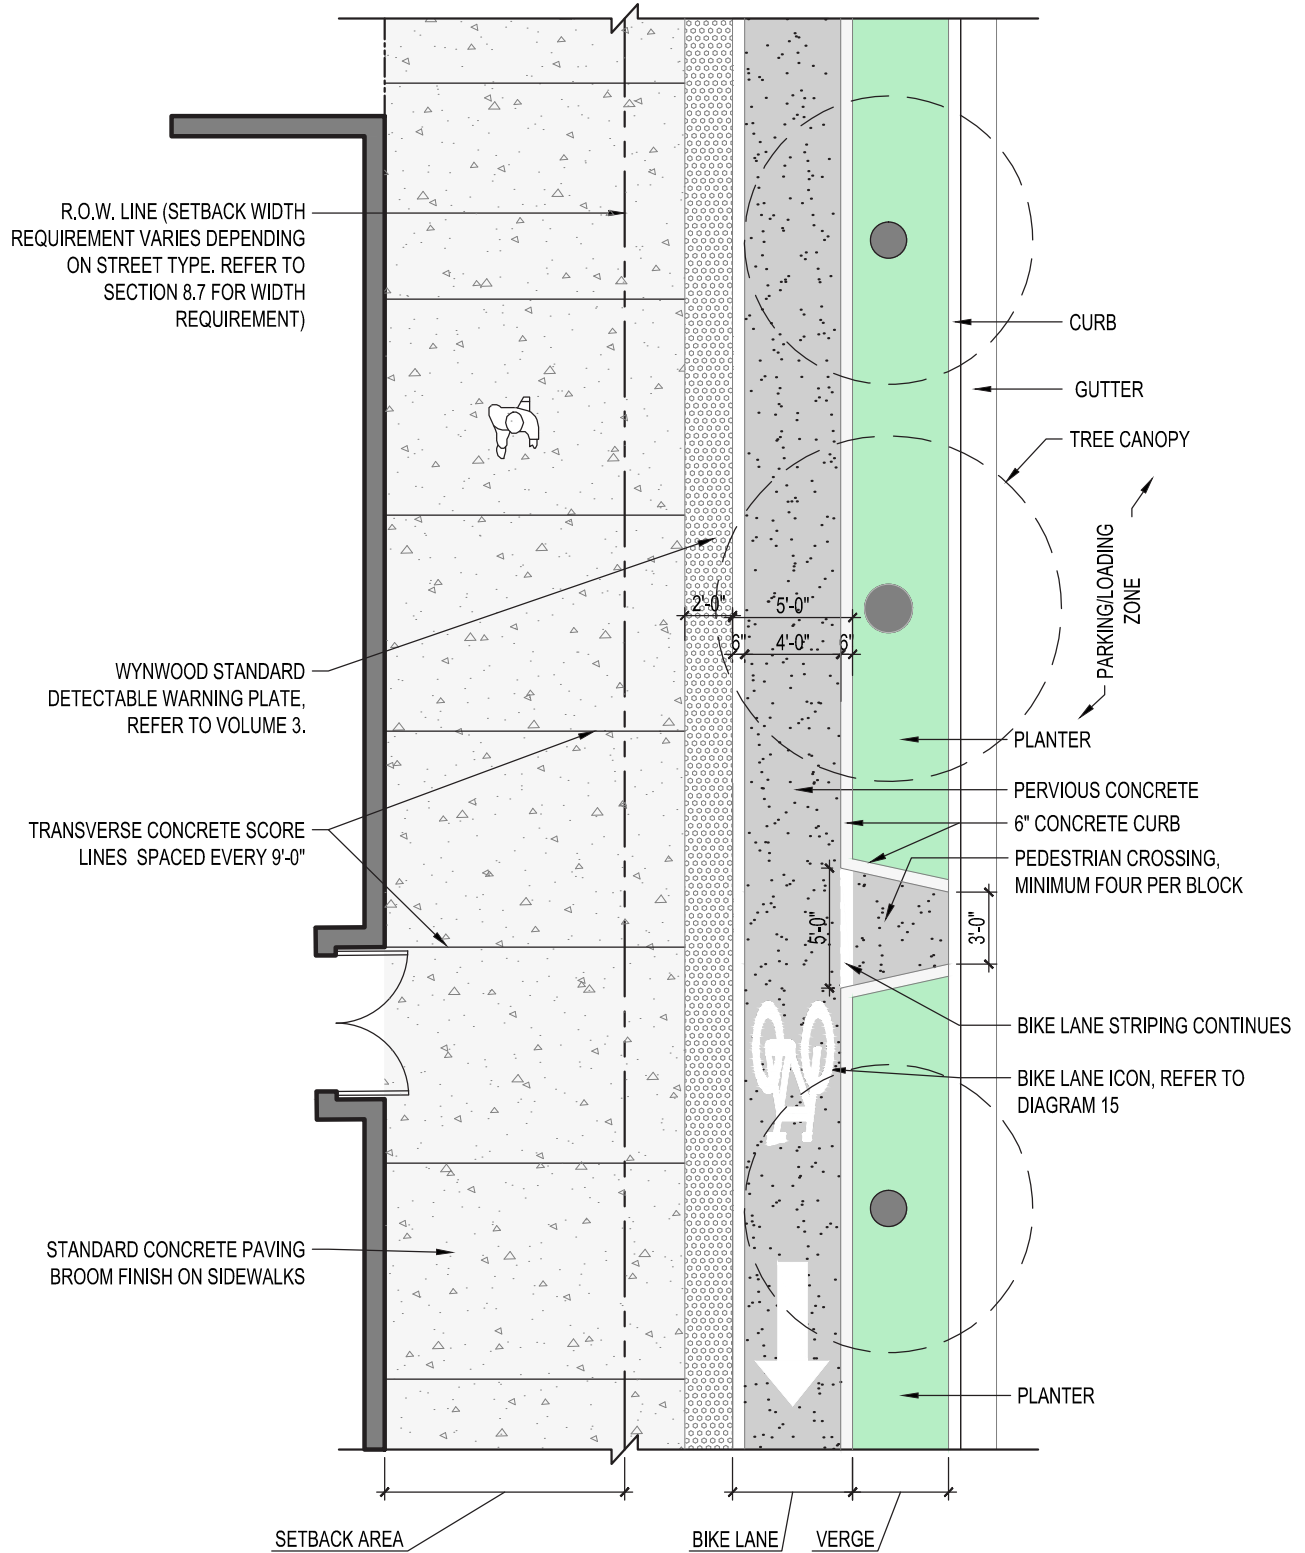 R.O.W. LINE (SETBACK WIDTH
REQUIREMENT VARIES DEPENDING
ON STREET TYPE. REFER TO
SECTION 8.7 FOR WIDTH
REQUIREMENT)
CURB
GUTTER
TREE CANOPY
PARKING/LOADING
ZONE
2'-0"
5'-0"
6"
4'-0"
6"
WYNWOOD STANDARD
DETECTABLE WARNING PLATE,
REFER TO VOLUME 3.
PLANTER
PERVIOUS CONCRETE
6" CONCRETE CURB
TRANSVERSE CONCRETE SCORE
LINES SPACED EVERY 9'-0"
PEDESTRIAN CROSSING,
MINIMUM FOUR PER BLOCK
5'-0"
3'-0"
BIKE LANE STRIPING CONTINUES
BIKE LANE ICON, REFER TO
DIAGRAM 15
STANDARD CONCRETE PAVING
BROOM FINISH ON SIDEWALKS
PLANTER
SETBACK AREA
BIKE LANE
VERGE